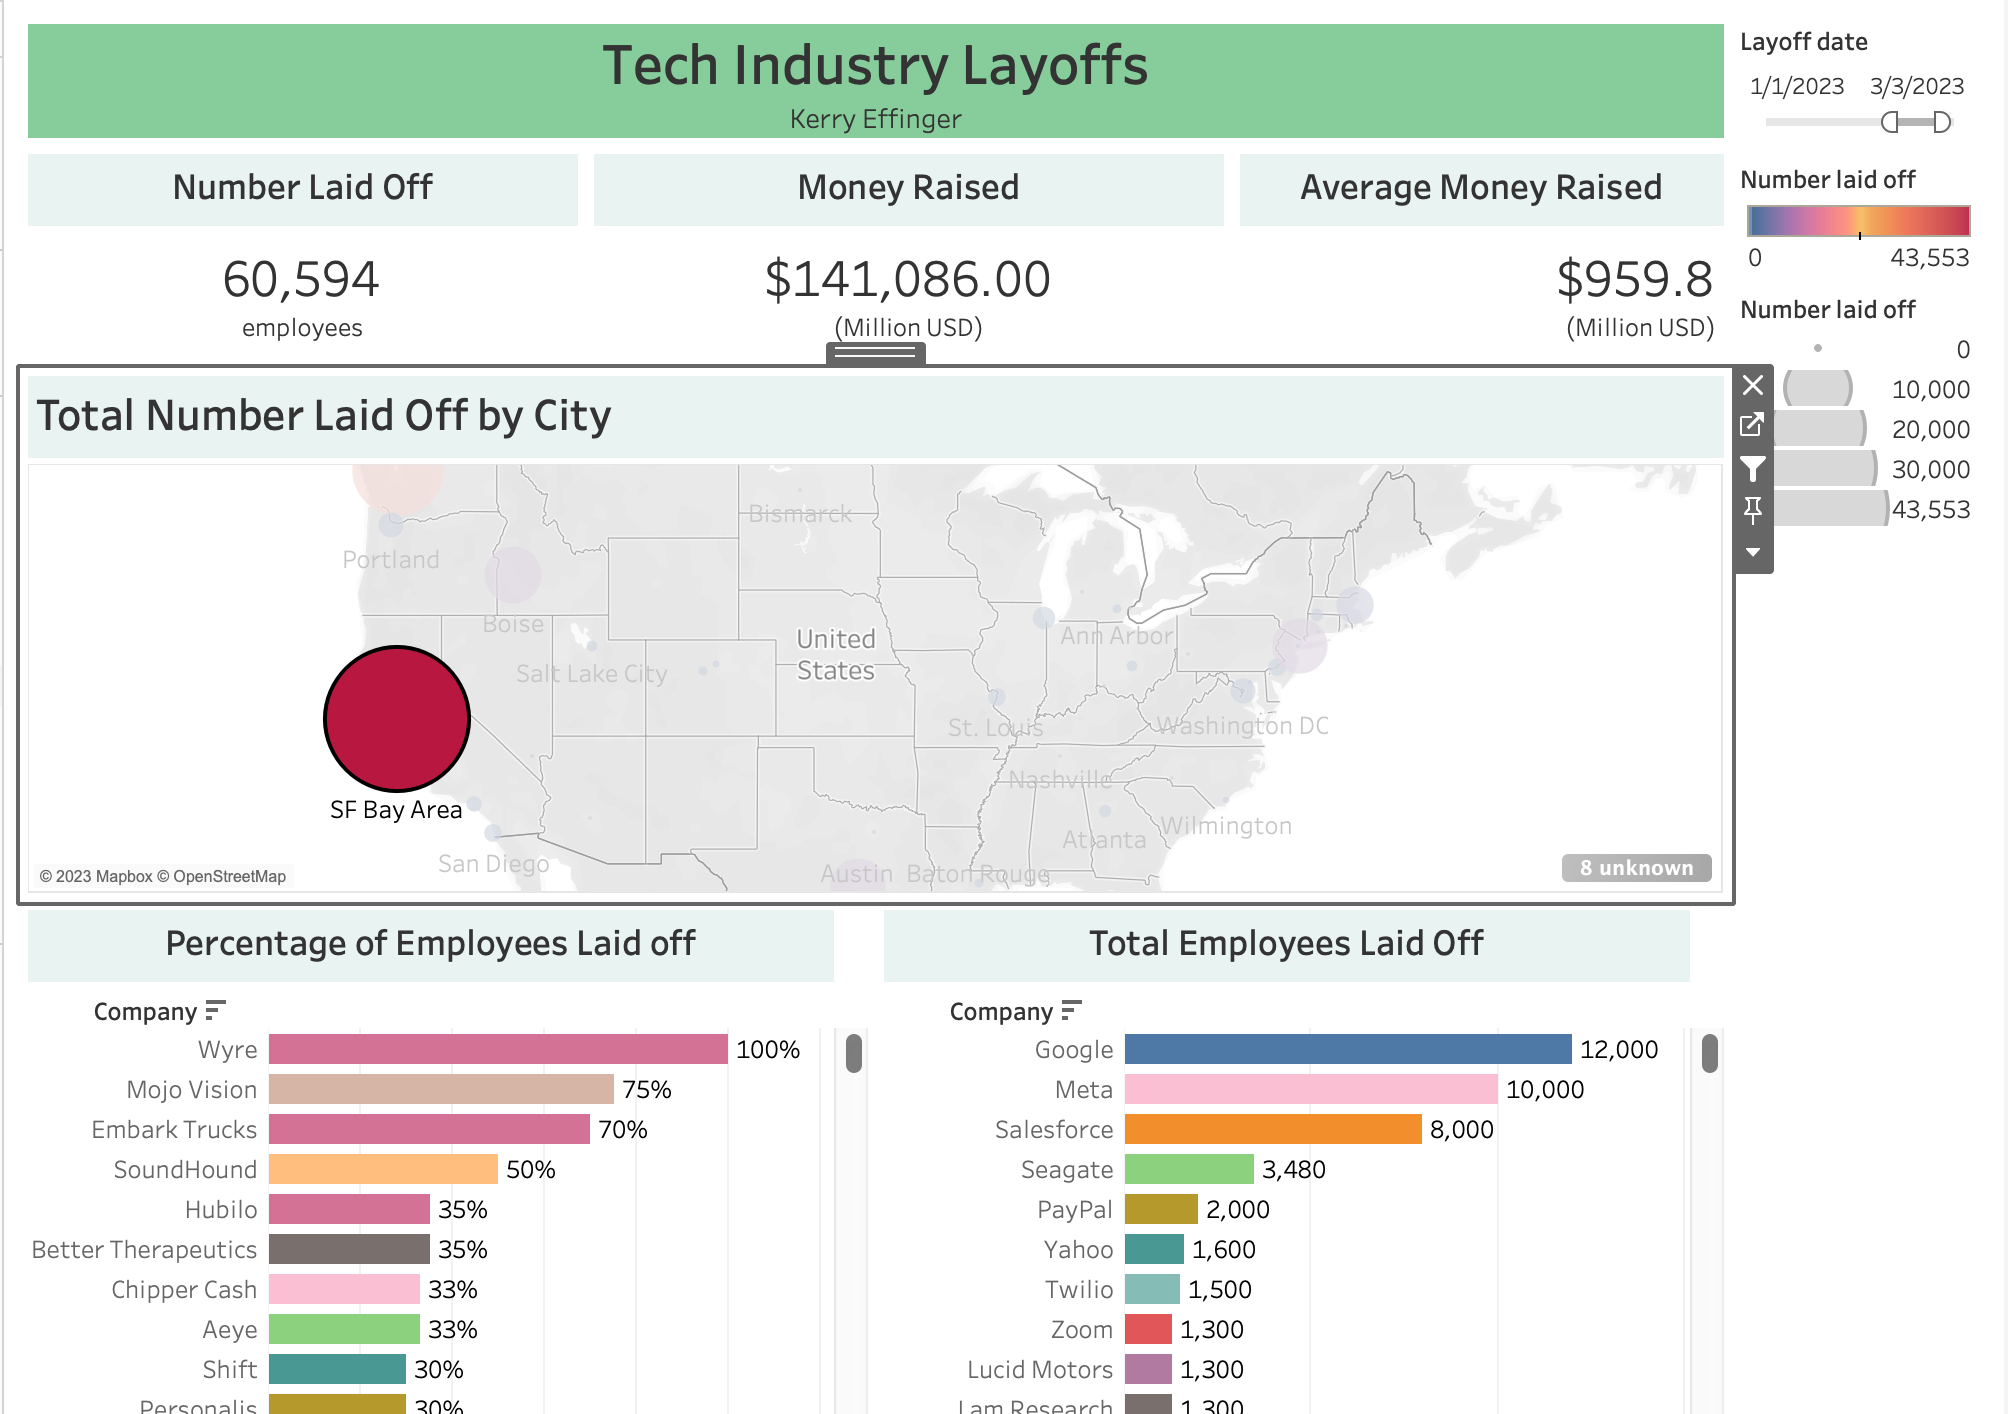 Tech Industry Layoffs
Kerry Effinger
Layoff date
1/1/2023 3/3/2023
Number Laid Off
Money Raised
Average Money Raised
60,594
employees
$141,086.00
(Million USD)
$959.8
(Million USD)
Number laid off
0 43,553
Number laid off
0
10,000
20,000
30,000
43,553
Total Number Laid Off by City
Bismarck
Portland
Boise
Salt Lake City
United
States
Ann Arbor
St. Louis
Washington DC
Nashville
SF Bay Area
Atlanta
Wilmington
San Diego
Austin
Baton Rouge
© 2023 Mapbox © OpenStreetMap
8 unknown
Percentage of Employees Laid off
Company
Wyre 100%
Mojo Vision 75%
Embark Trucks 70%
SoundHound 50%
Hubilo 35%
Better Therapeutics 35%
Chipper Cash 33%
Aeye 33%
Shift 30%
Personalis 30%
Total Employees Laid Off
Company
Google 12,000
Meta 10,000
Salesforce 8,000
Seagate 3,480
PayPal 2,000
Yahoo 1,600
Twilio 1,500
Zoom 1,300
Lucid Motors 1,300
Lam Research 1,300